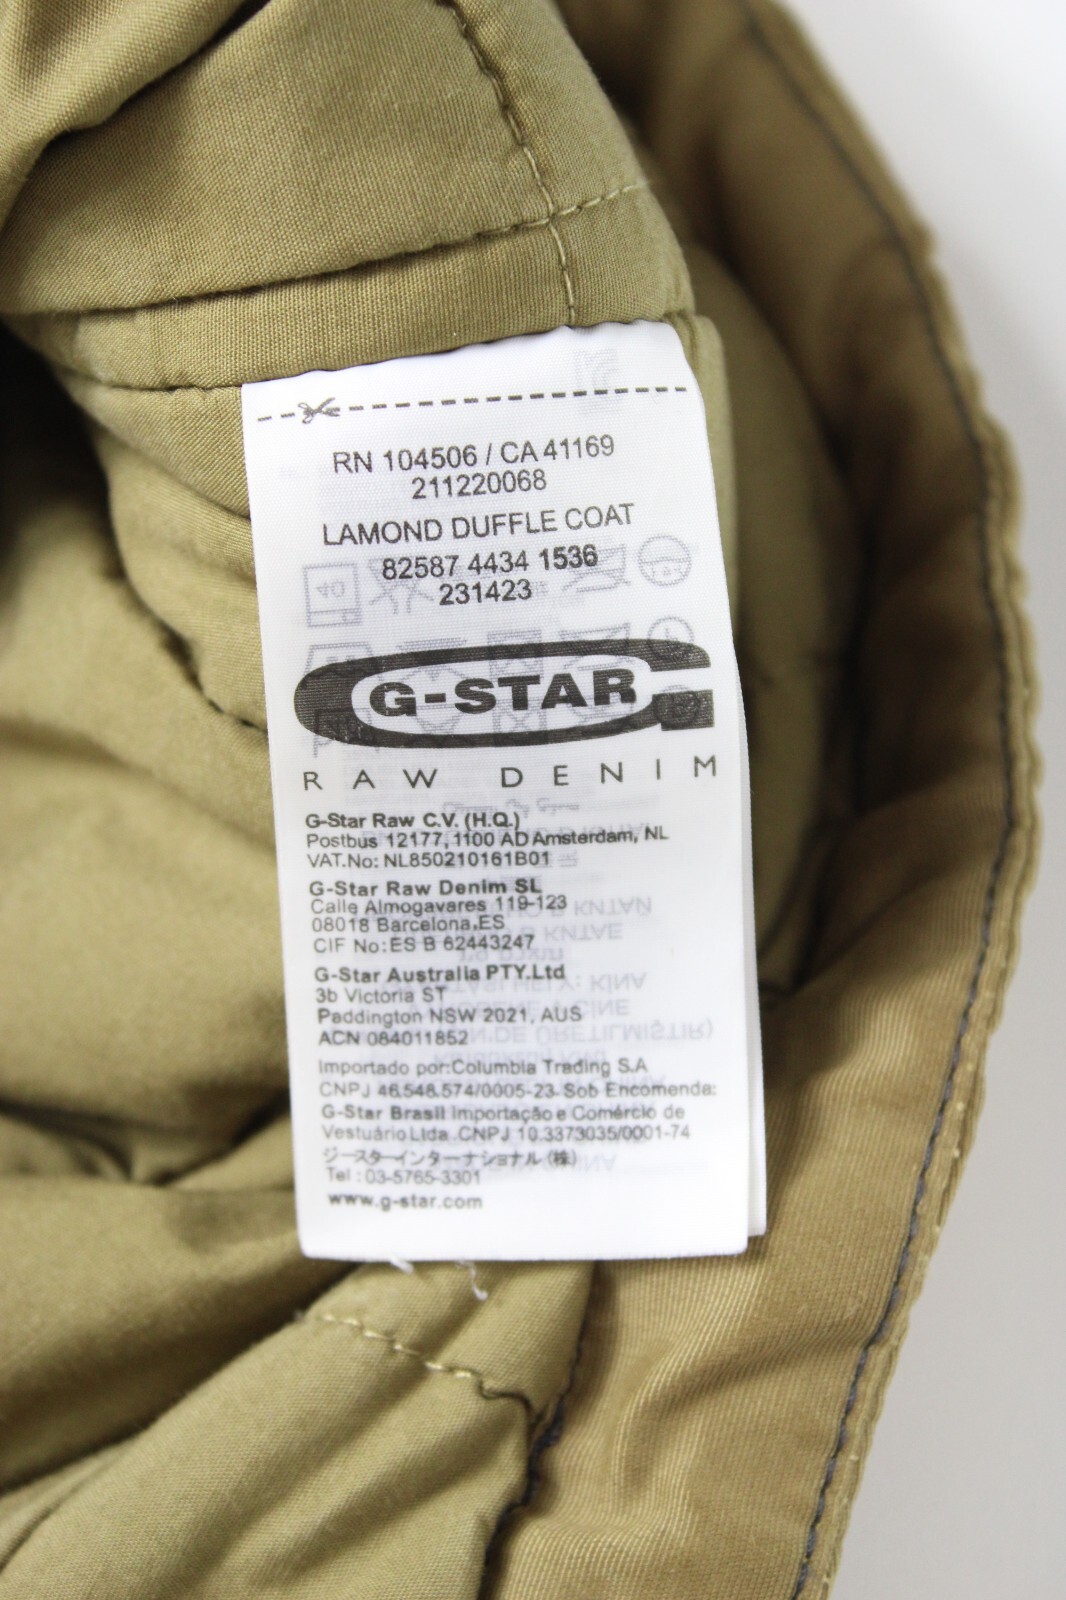 RN 104506 / CA 41169
211220068
LAMOND DUFFLE COAT
82587 4434 1536
231423
G-STAR
RAW DENIM
G-Star Raw C.V. (H.Q.)
Postbus 12177, 1100 AD Amsterdam, NL
VAT.No: NL850210161B01
G-Star Raw Denim SL
Calle Almogavares 119-123
08018 Barcelona,ES
CIF No: ES B 62443247
G-Star Australia PTY.Ltd
3b Victoria ST
Paddington NSW 2021, AUS
ACN 084011852
Importado por:Columbia Trading S.A
CNPJ 46.548.574/0005-23 Sob Encomenda:
G-Star Brasil Importação e Comércio de
Vestuário Ltda. CNPJ 10.3373035/0001-74
ジースターインターナショナル (株)
Tel : 03-5765-3301
www.g-star.com